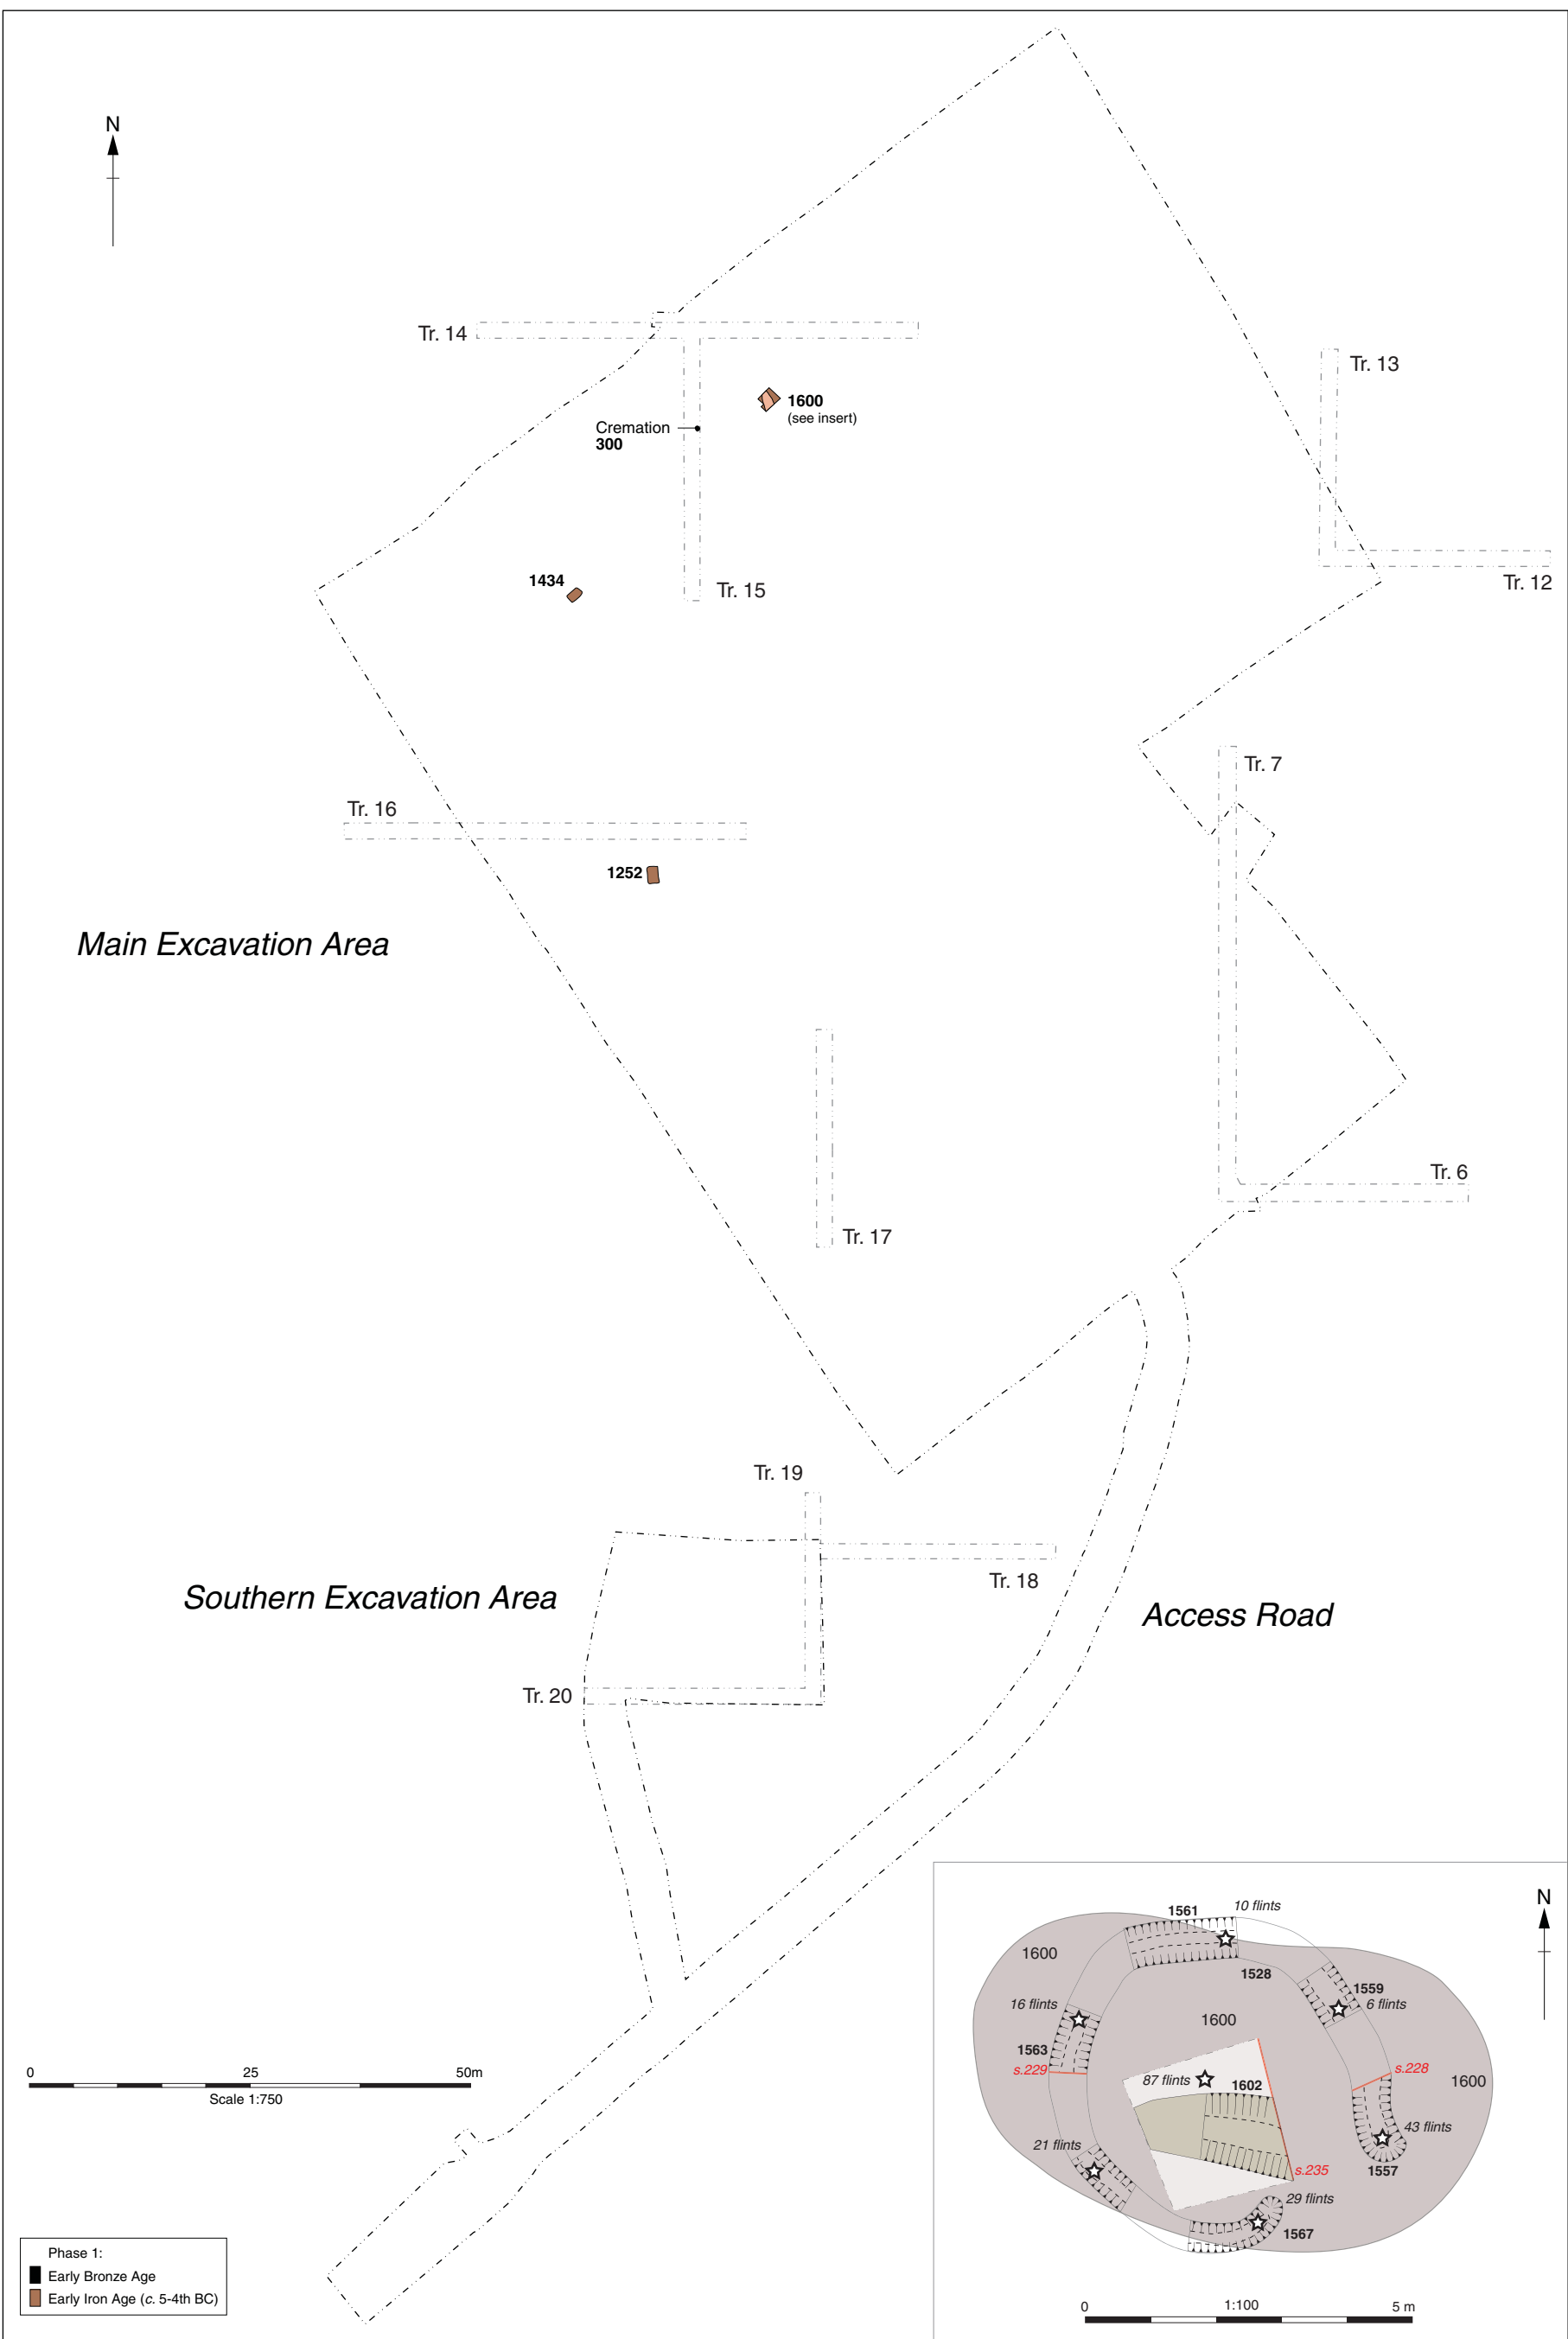 N
Tr. 14
Tr. 13
1600
(see insert)
Cremation
300
1434
Tr. 15
Tr. 12
Tr. 7
Tr. 16
1252
Main Excavation Area
Tr. 6
Tr. 17
Tr. 19
Tr. 18
Southern Excavation Area
Access Road
Tr. 20
0 25 50m
Scale 1:750
Phase 1:
Early Bronze Age
Early Iron Age (c. 5-4th BC)
N
1561
10 flints
1600
1528
1559
6 flints
16 flints
1600
1563
s.229
s.228
1600
87 flints
1602
43 flints
21 flints
s.235
1557
29 flints
1567
0 1:100 5 m